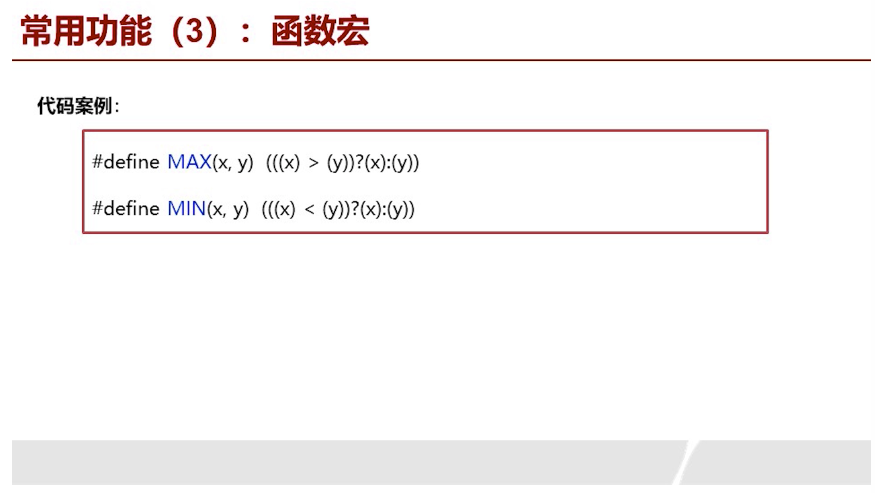 常用功能（3）：函数宏
代码案例：
#define MAX(x, y)  (((x) > (y))?(x):(y))
#define MIN(x, y)  (((x) < (y))?(x):(y))